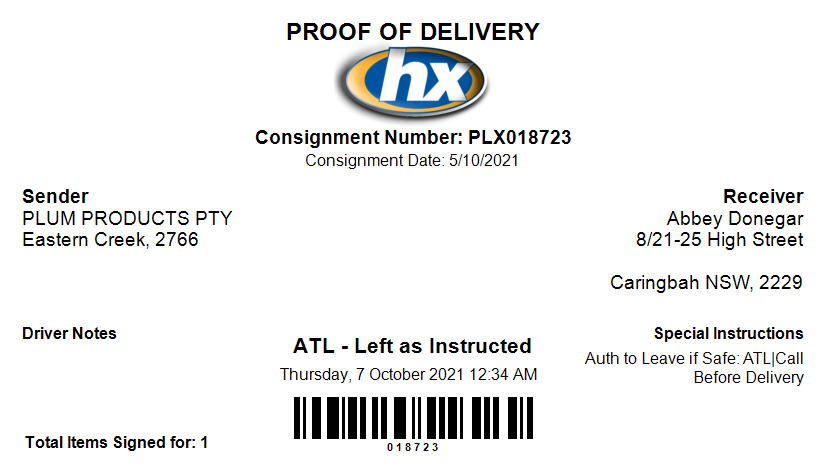 PROOF OF DELIVERY
hx
Consignment Number: PLX018723
Consignment Date: 5/10/2021
Sender
PLUM PRODUCTS PTY
Eastern Creek, 2766
Receiver
Abbey Donegar
8/21-25 High Street
Caringbah NSW, 2229
Driver Notes
ATL - Left as Instructed
Thursday, 7 October 2021 12:34 AM
018723
Special Instructions
Auth to Leave if Safe: ATL|Call
Before Delivery
Total Items Signed for: 1